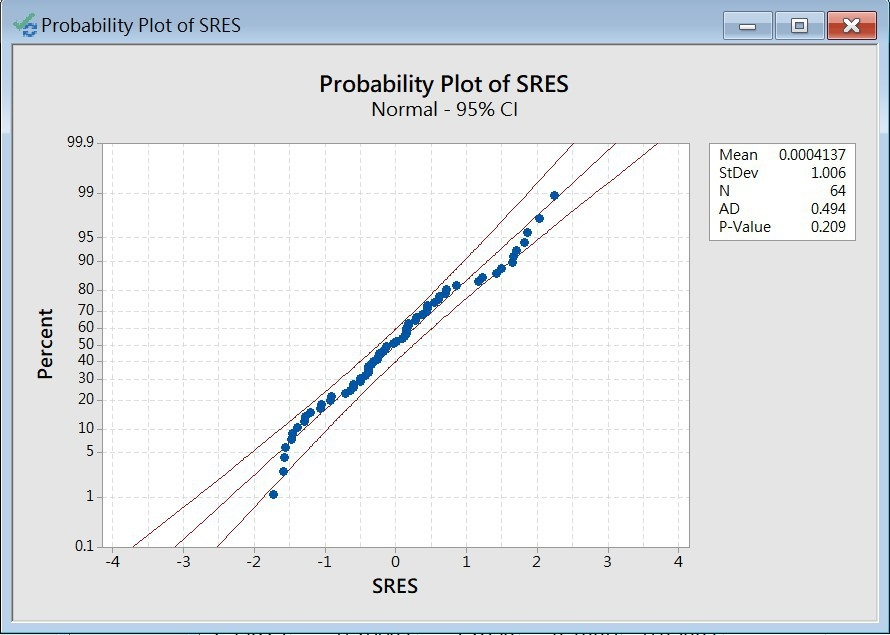 Probability Plot of SRES
Probability Plot of SRES
Normal - 95% CI
99.9
99
95
90
80
70
60
50
40
30
20
10
5
1
0.1
Percent
-4 -3 -2 -1 0 1 2 3 4
SRES
Mean 0.0004137
StDev 1.006
N 64
AD 0.494
P-Value 0.209